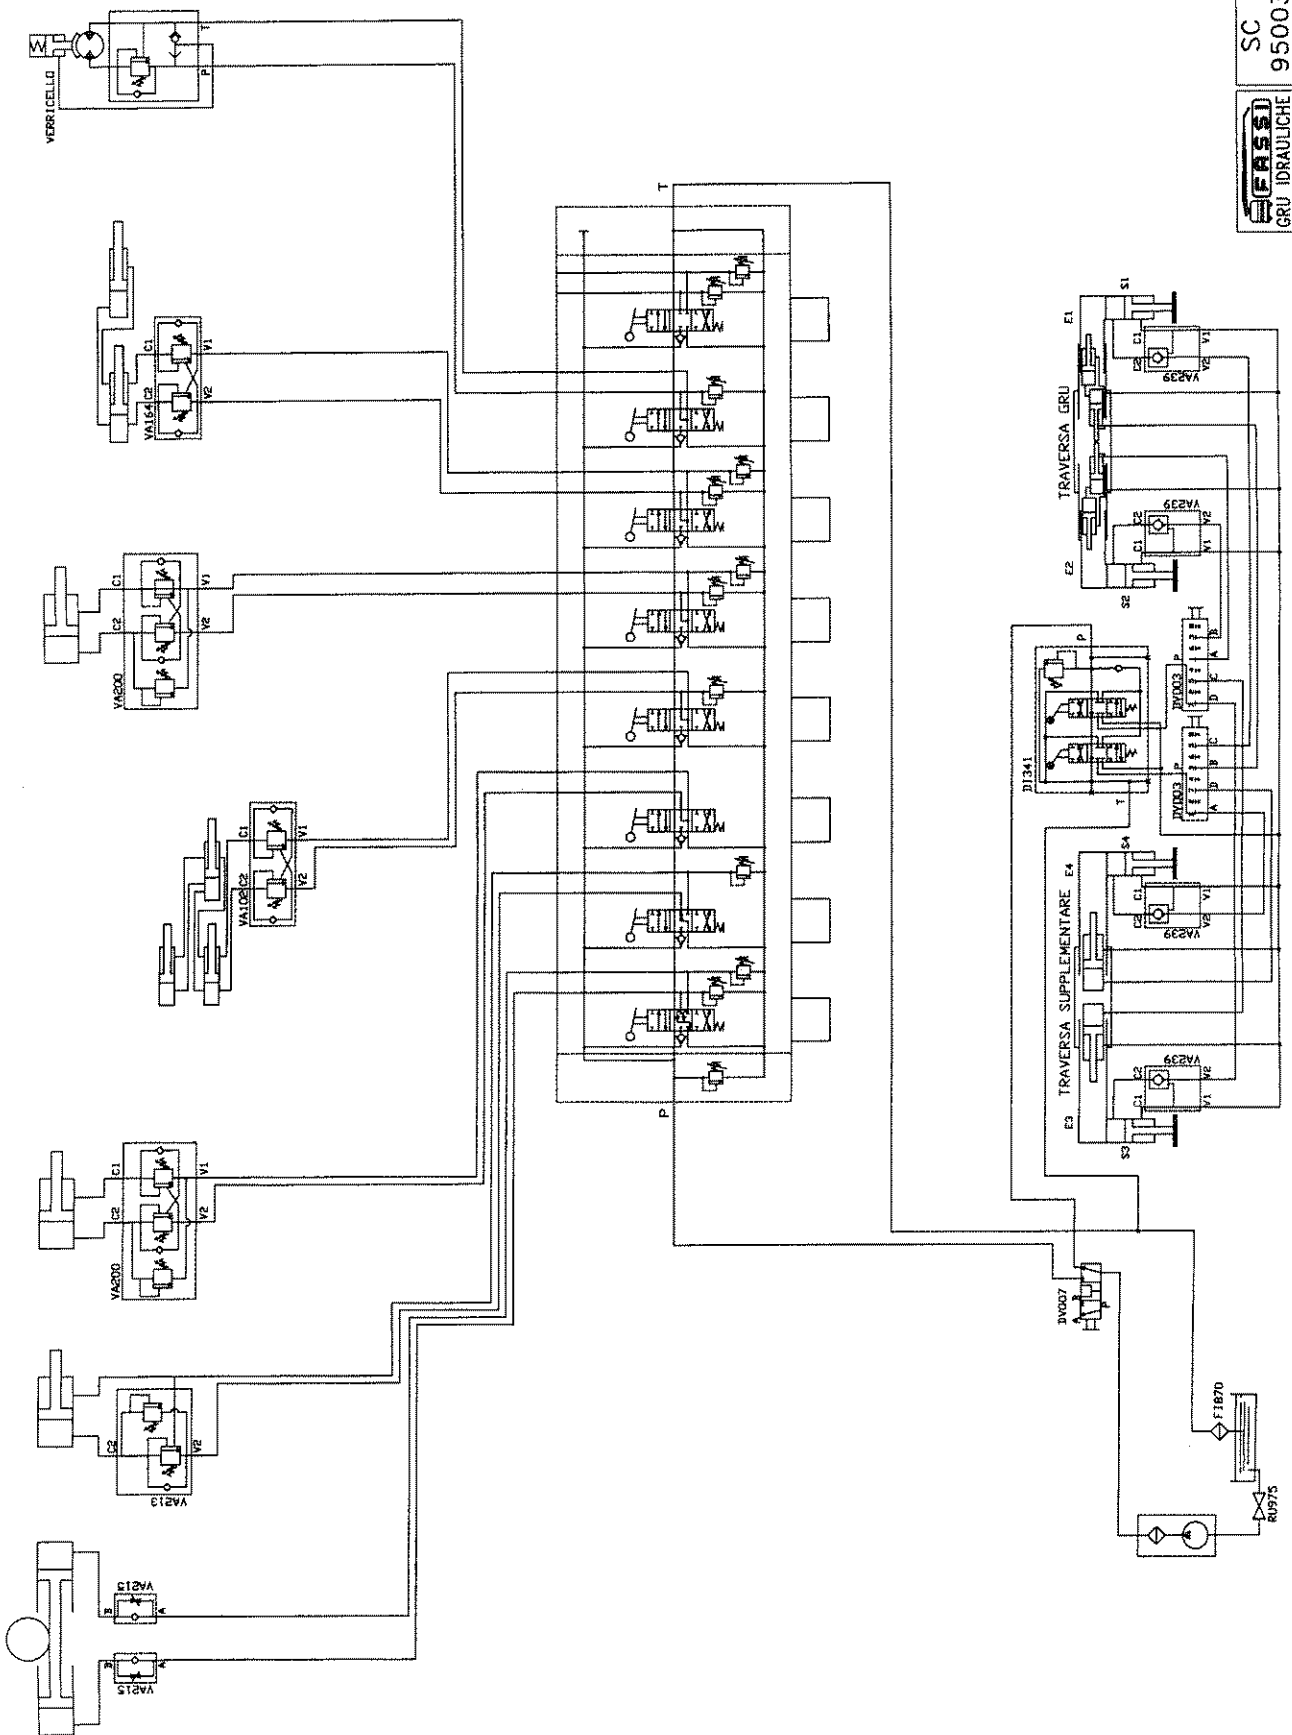 VERRICELLO
T
P
C1
C2
VA164
V1
V2
C1
C2
VA200
V1
V2
C1
C2
VA102
V1
V2
C1
C2
VA200
V1
V2
C2
V2
VA213
VA215
B
A
VA215
B
A
T
P
SC
9500
FASSI
GRU IDRAULICHE
TRAVERSA GRU
E1
S1
C1
C2
V1
V2
VA239
E2
S2
C2
C1
V2
V1
VA239
DI341
P
T
DV003
P
B
A
C
D
DV003
P
C
B
D
A
TRAVERSA SUPPLEMENTARE
E4
S4
C1
C2
V1
V2
VA239
E3
S3
C2
C1
V2
V1
VA239
DV007
A
B
P
FI870
RU975